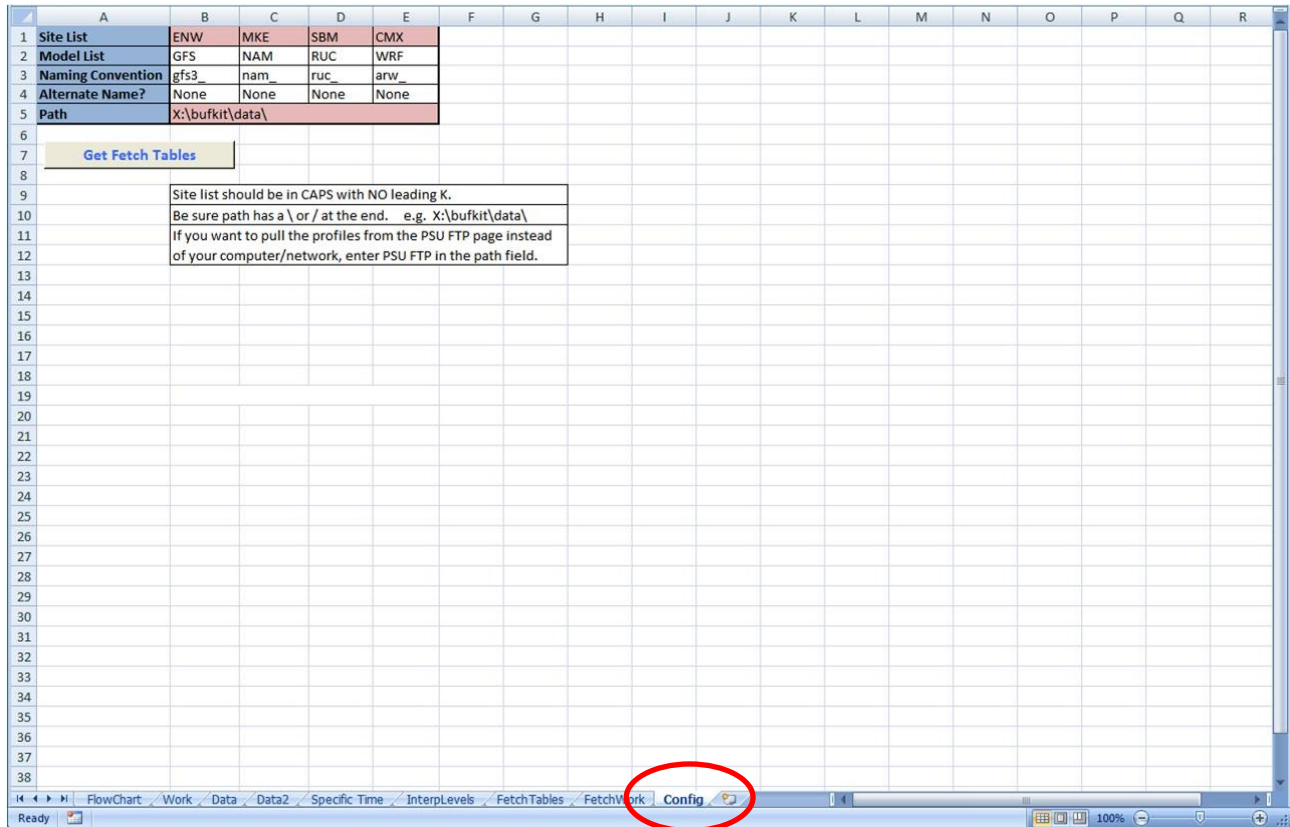 A B C D E F G H I J K L M N O P Q R
1 Site List ENW MKE SBM CMX
2 Model List GFS NAM RUC WRF
3 Naming Convention gfs3_ nam_ ruc_ arw_
4 Alternate Name? None None None None
5 Path X:\bufkit\data\
6
7 Get Fetch Tables
8
9 Site list should be in CAPS with NO leading K.
10 Be sure path has a \ or / at the end. e.g. X:\bufkit\data\
11 If you want to pull the profiles from the PSU FTP page instead
12 of your computer/network, enter PSU FTP in the path field.
13
14
15
16
17
18
19
20
21
22
23
24
25
26
27
28
29
30
31
32
33
34
35
36
37
38
FlowChart Work Data Data2 Specific Time InterpLevels FetchTables FetchWork Config
Ready 100%